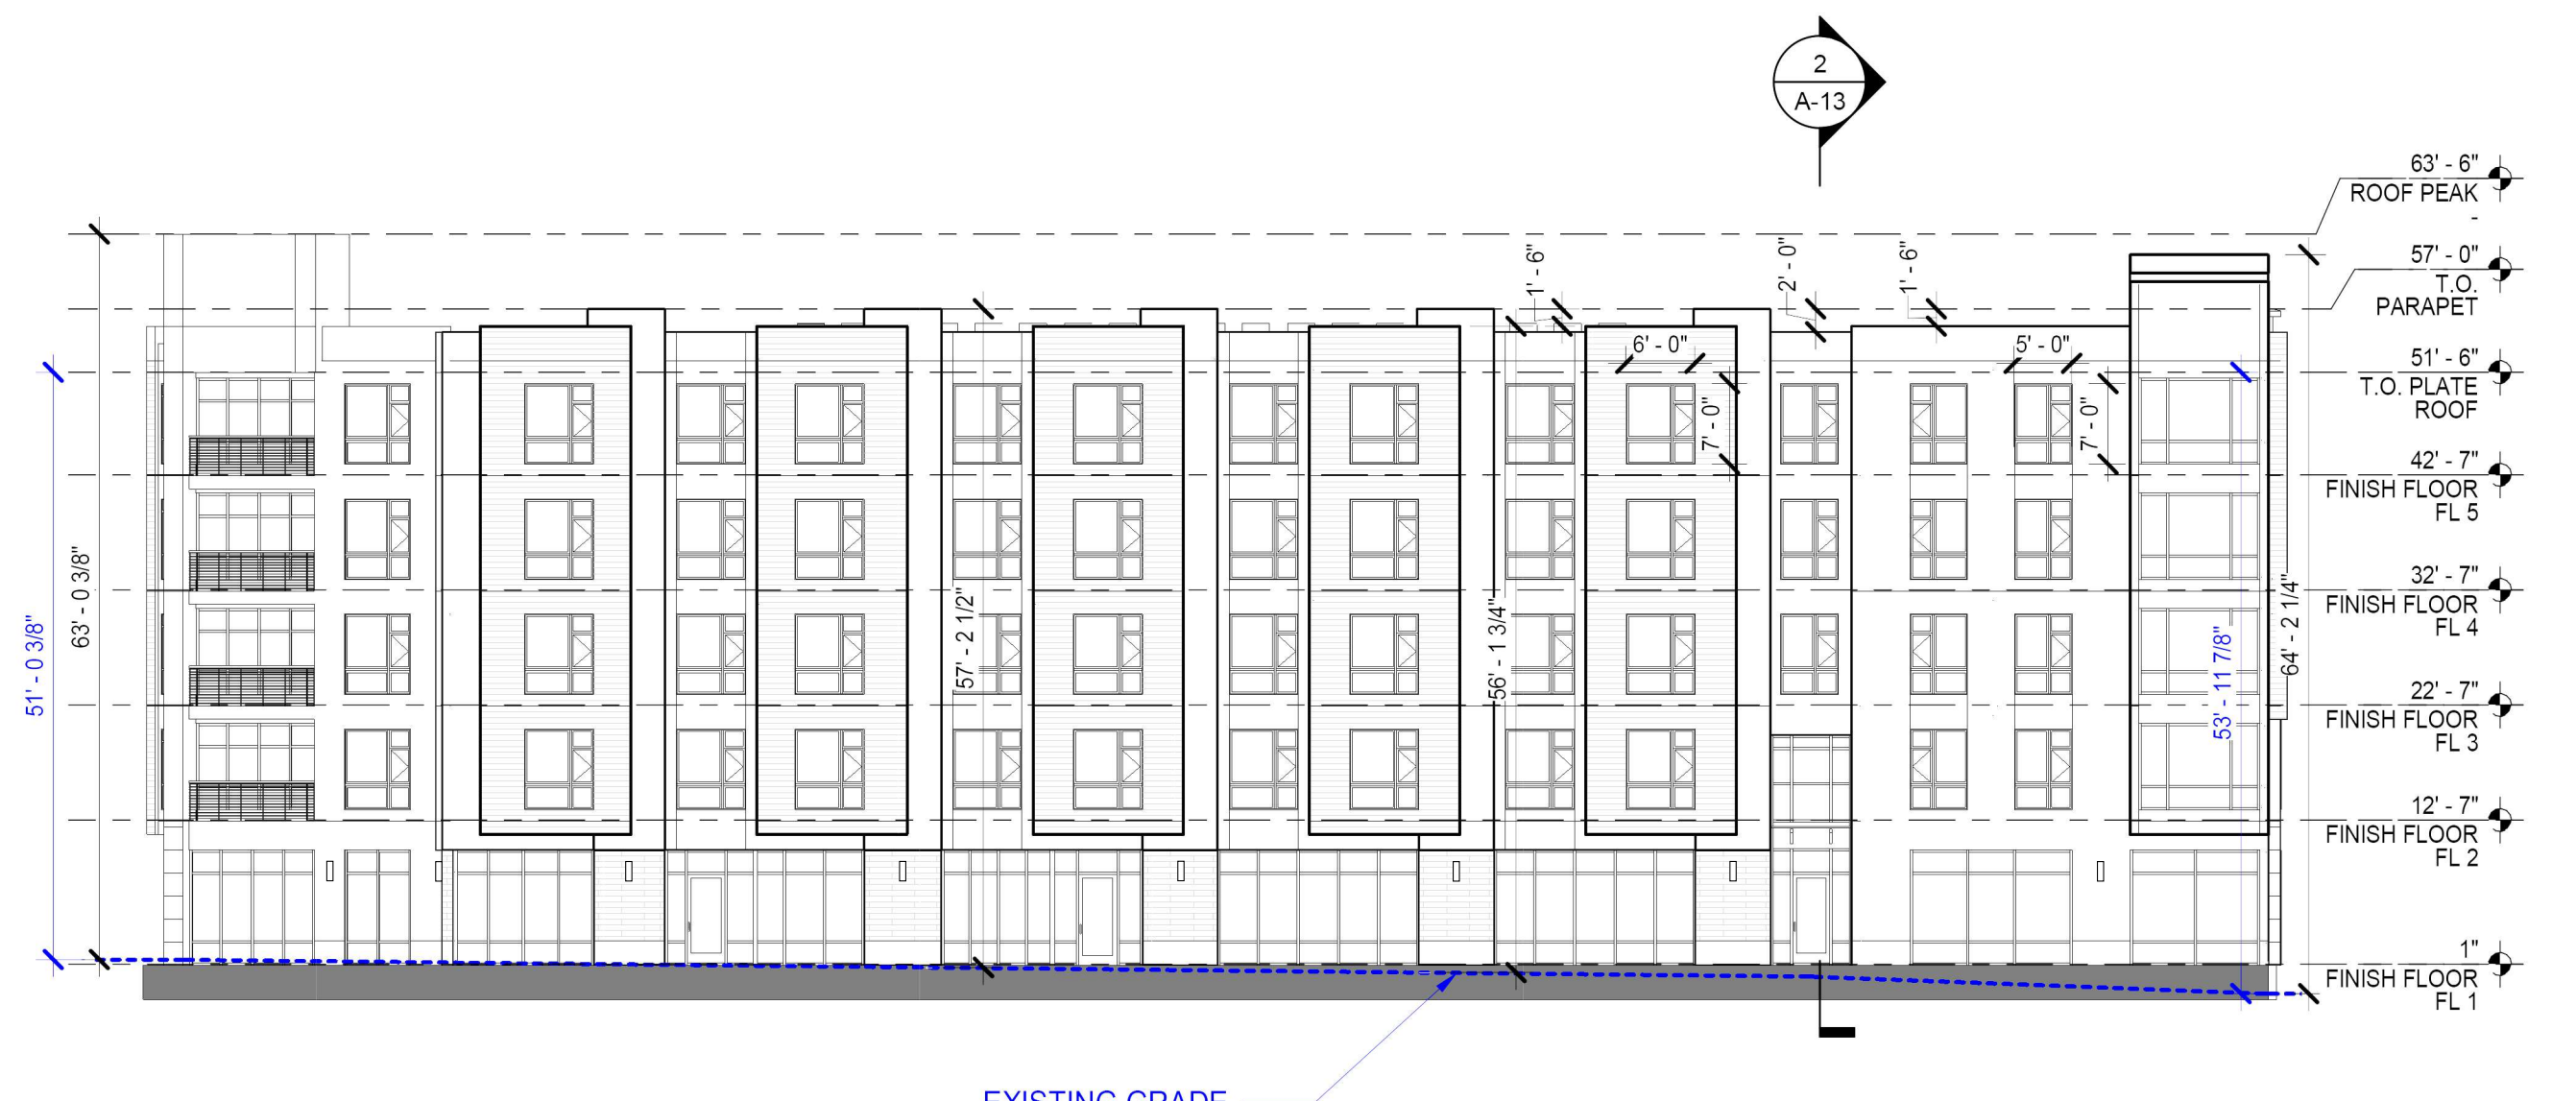 2
A-13
63' - 6"
ROOF PEAK
-
57' - 0"
T.O.
PARAPET
51' - 6"
T.O. PLATE
ROOF
42' - 7"
FINISH FLOOR
FL 5
32' - 7"
FINISH FLOOR
FL 4
22' - 7"
FINISH FLOOR
FL 3
12' - 7"
FINISH FLOOR
FL 2
1"
FINISH FLOOR
FL 1
1' - 6"
2' - 0"
1' - 6"
6' - 0"
5' - 0"
7' - 0"
7' - 0"
51' - 0 3/8"
63' - 0 3/8"
57' - 2 1/2"
56' - 1 3/4"
53' - 11 7/8"
64' - 2 1/4"
EXISTING GRADE